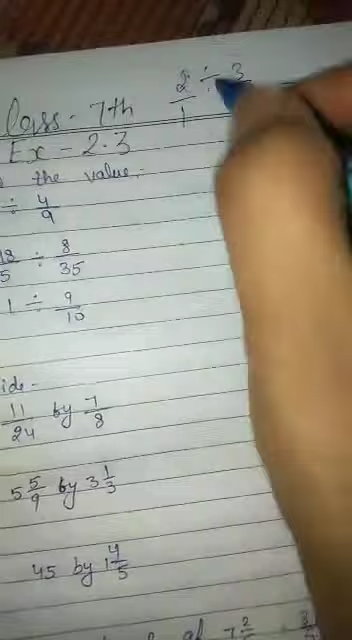 Class - 7th
2/1 ÷ 3
Ex - 2.3
the value,-
÷ 4/9
18/5 ÷ 8/35
1 ÷ 9/10
ide -
11/24 by 7/8
5 5/9 by 3 1/3
45 by 1 4/5